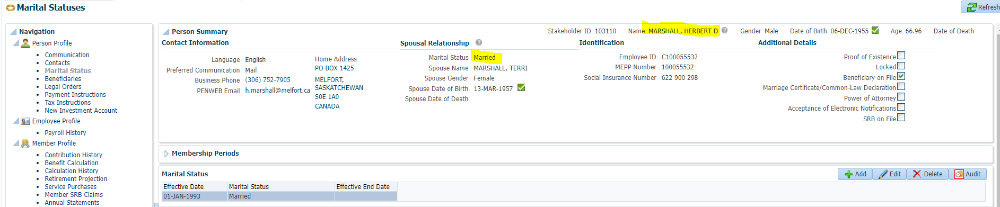 Marital Statuses
Refresh
Navigation
Person Profile
Communication
Contacts
Marital Status
Beneficiaries
Legal Orders
Payment Instructions
Tax Instructions
New Investment Account
Employee Profile
Payroll History
Member Profile
Contribution History
Benefit Calculation
Calculation History
Retirement Projection
Service Purchases
Member SRB Claims
Annual Statements
Person Summary
Stakeholder ID 103110 Name MARSHALL, HERBERT D Gender Male Date of Birth 06-DEC-1955 Age 66.96 Date of Death
Contact Information
Language English
Preferred Communication Mail
Business Phone (306) 752-7905
PENWEB Email h.marshall@melfort.ca
Home Address
PO BOX 1425
MELFORT,
SASKATCHEWAN
S0E 1A0
CANADA
Spousal Relationship
Marital Status Married
Spouse Name MARSHALL, TERRI
Spouse Gender Female
Spouse Date of Birth 13-MAR-1957
Spouse Date of Death
Identification
Employee ID C100055532
MEPP Number 100055532
Social Insurance Number 622 900 298
Additional Details
Proof of Existence
Locked
Beneficiary on File
Marriage Certificate/Common-Law Declaration
Power of Attorney
Acceptance of Electronic Notifications
SRB on File
Membership Periods
Marital Status
Add Edit Delete Audit
Effective Date Marital Status Effective End Date
01-JAN-1993 Married